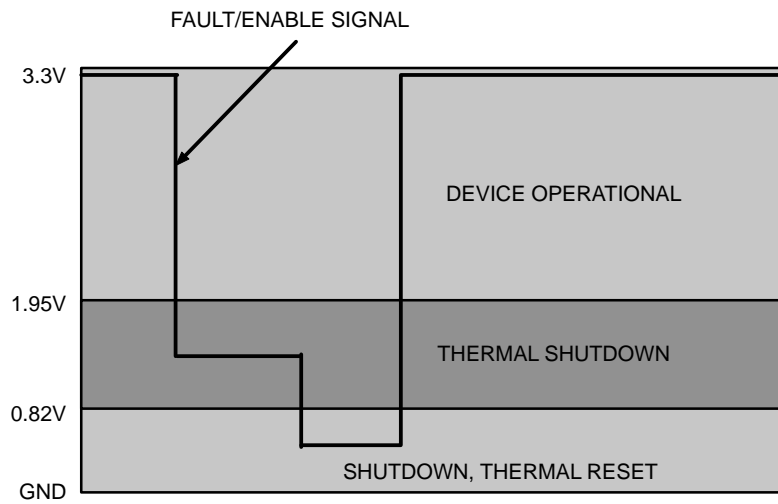 FAULT/ENABLE SIGNAL
3.3V
DEVICE OPERATIONAL
1.95V
THERMAL SHUTDOWN
0.82V
SHUTDOWN, THERMAL RESET
GND